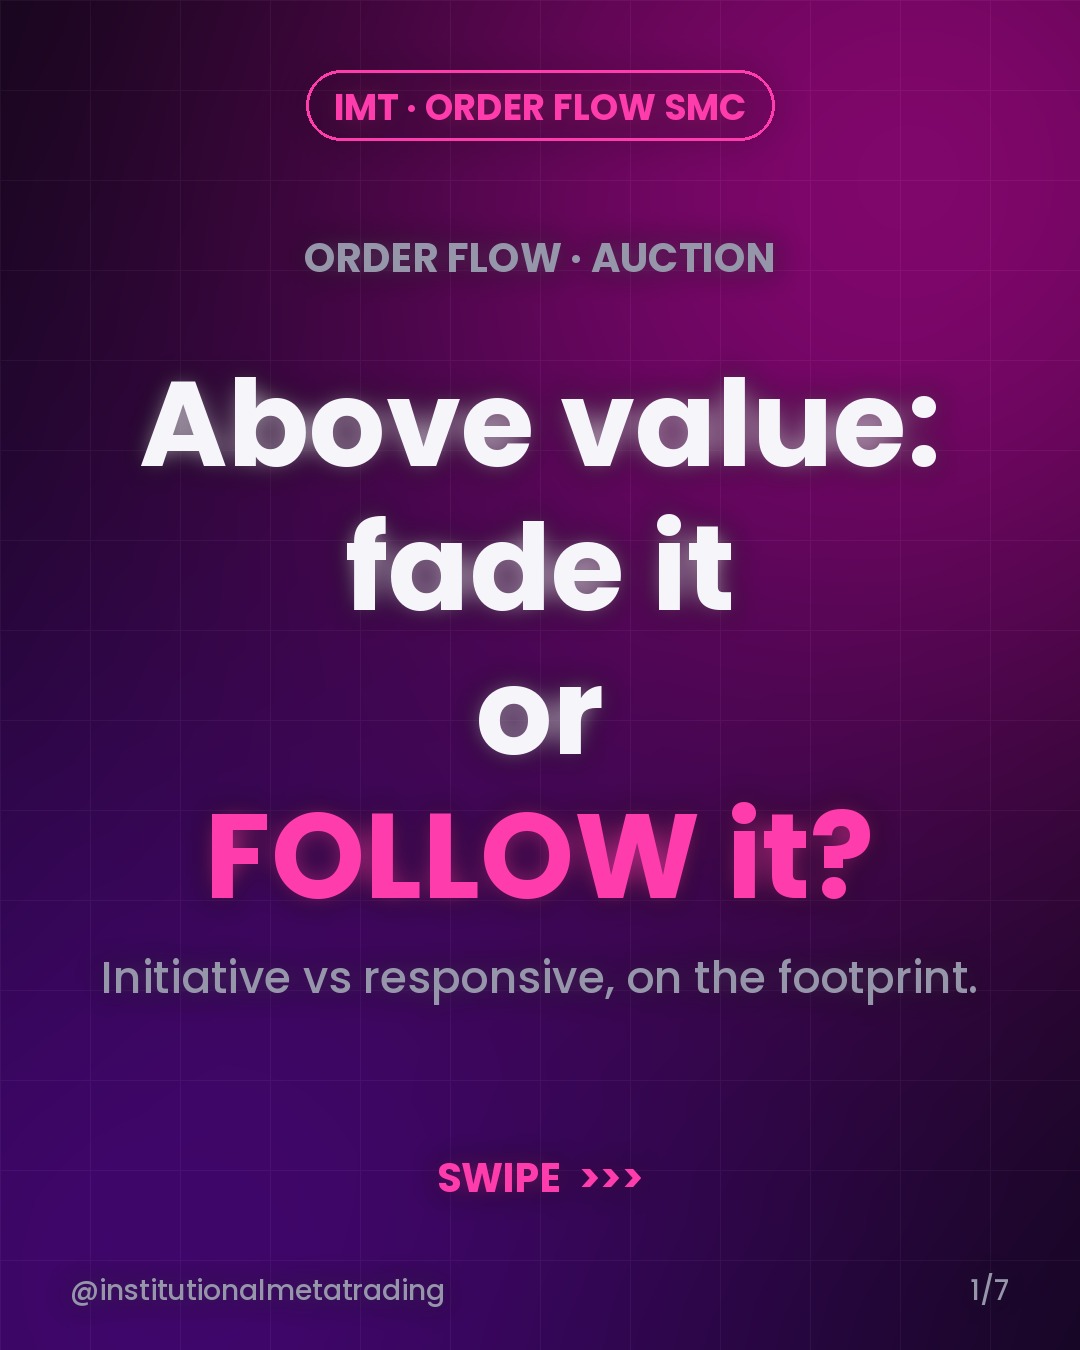 IMT · ORDER FLOW SMC
ORDER FLOW · AUCTION
Above value:
fade it
or
FOLLOW it?
Initiative vs responsive, on the footprint.
SWIPE >>>
@institutionalmetatrading
1/7